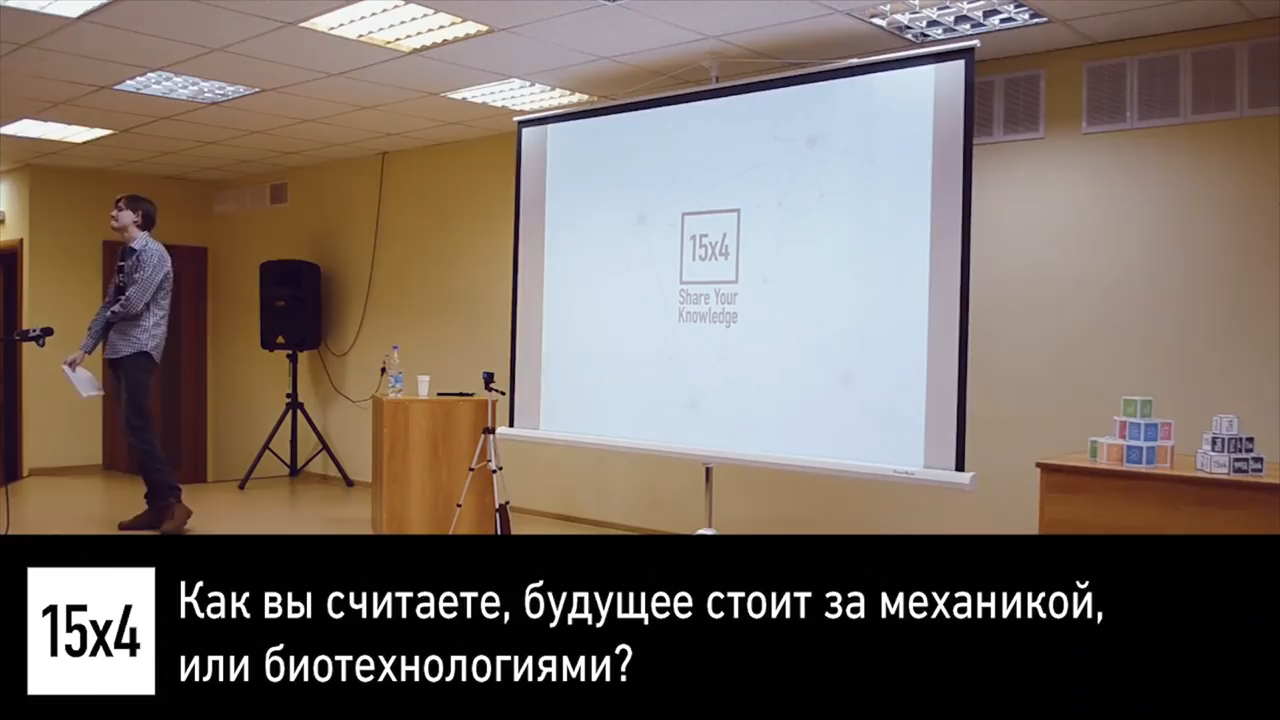 15x4
Share Your
Knowledge
15x4
Как вы считаете, будущее стоит за механикой,
или биотехнологиями?